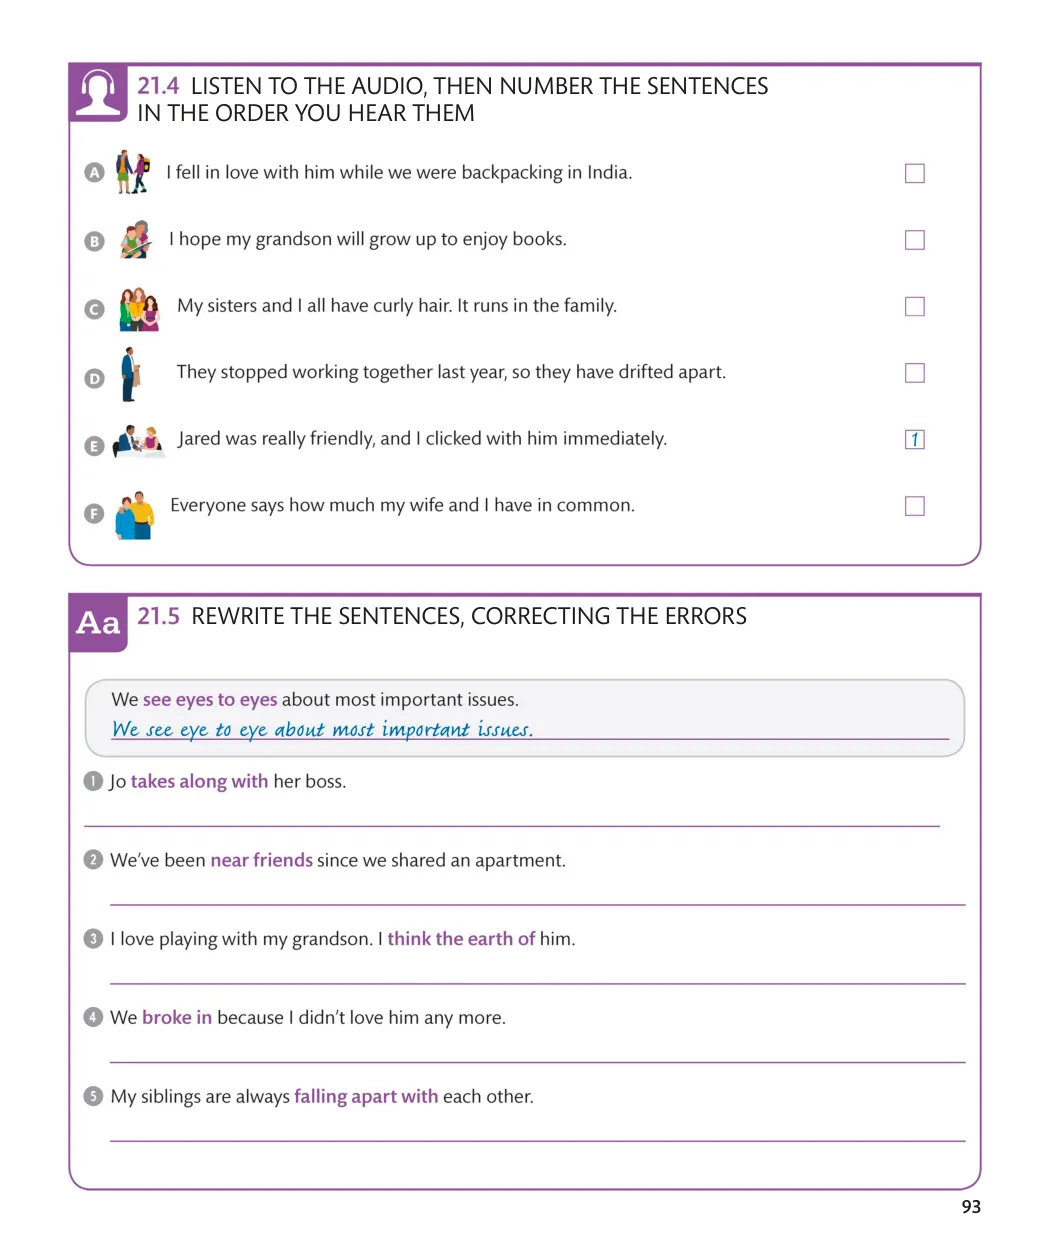 21.4 LISTEN TO THE AUDIO, THEN NUMBER THE SENTENCES
IN THE ORDER YOU HEAR THEM
A I fell in love with him while we were backpacking in India.
B I hope my grandson will grow up to enjoy books.
C My sisters and I all have curly hair. It runs in the family.
D They stopped working together last year, so they have drifted apart.
E Jared was really friendly, and I clicked with him immediately. 1
F Everyone says how much my wife and I have in common.
Aa 21.5 REWRITE THE SENTENCES, CORRECTING THE ERRORS
We see eyes to eyes about most important issues.
We see eye to eye about most important issues.
1 Jo takes along with her boss.
2 We’ve been near friends since we shared an apartment.
3 I love playing with my grandson. I think the earth of him.
4 We broke in because I didn’t love him any more.
5 My siblings are always falling apart with each other.
93